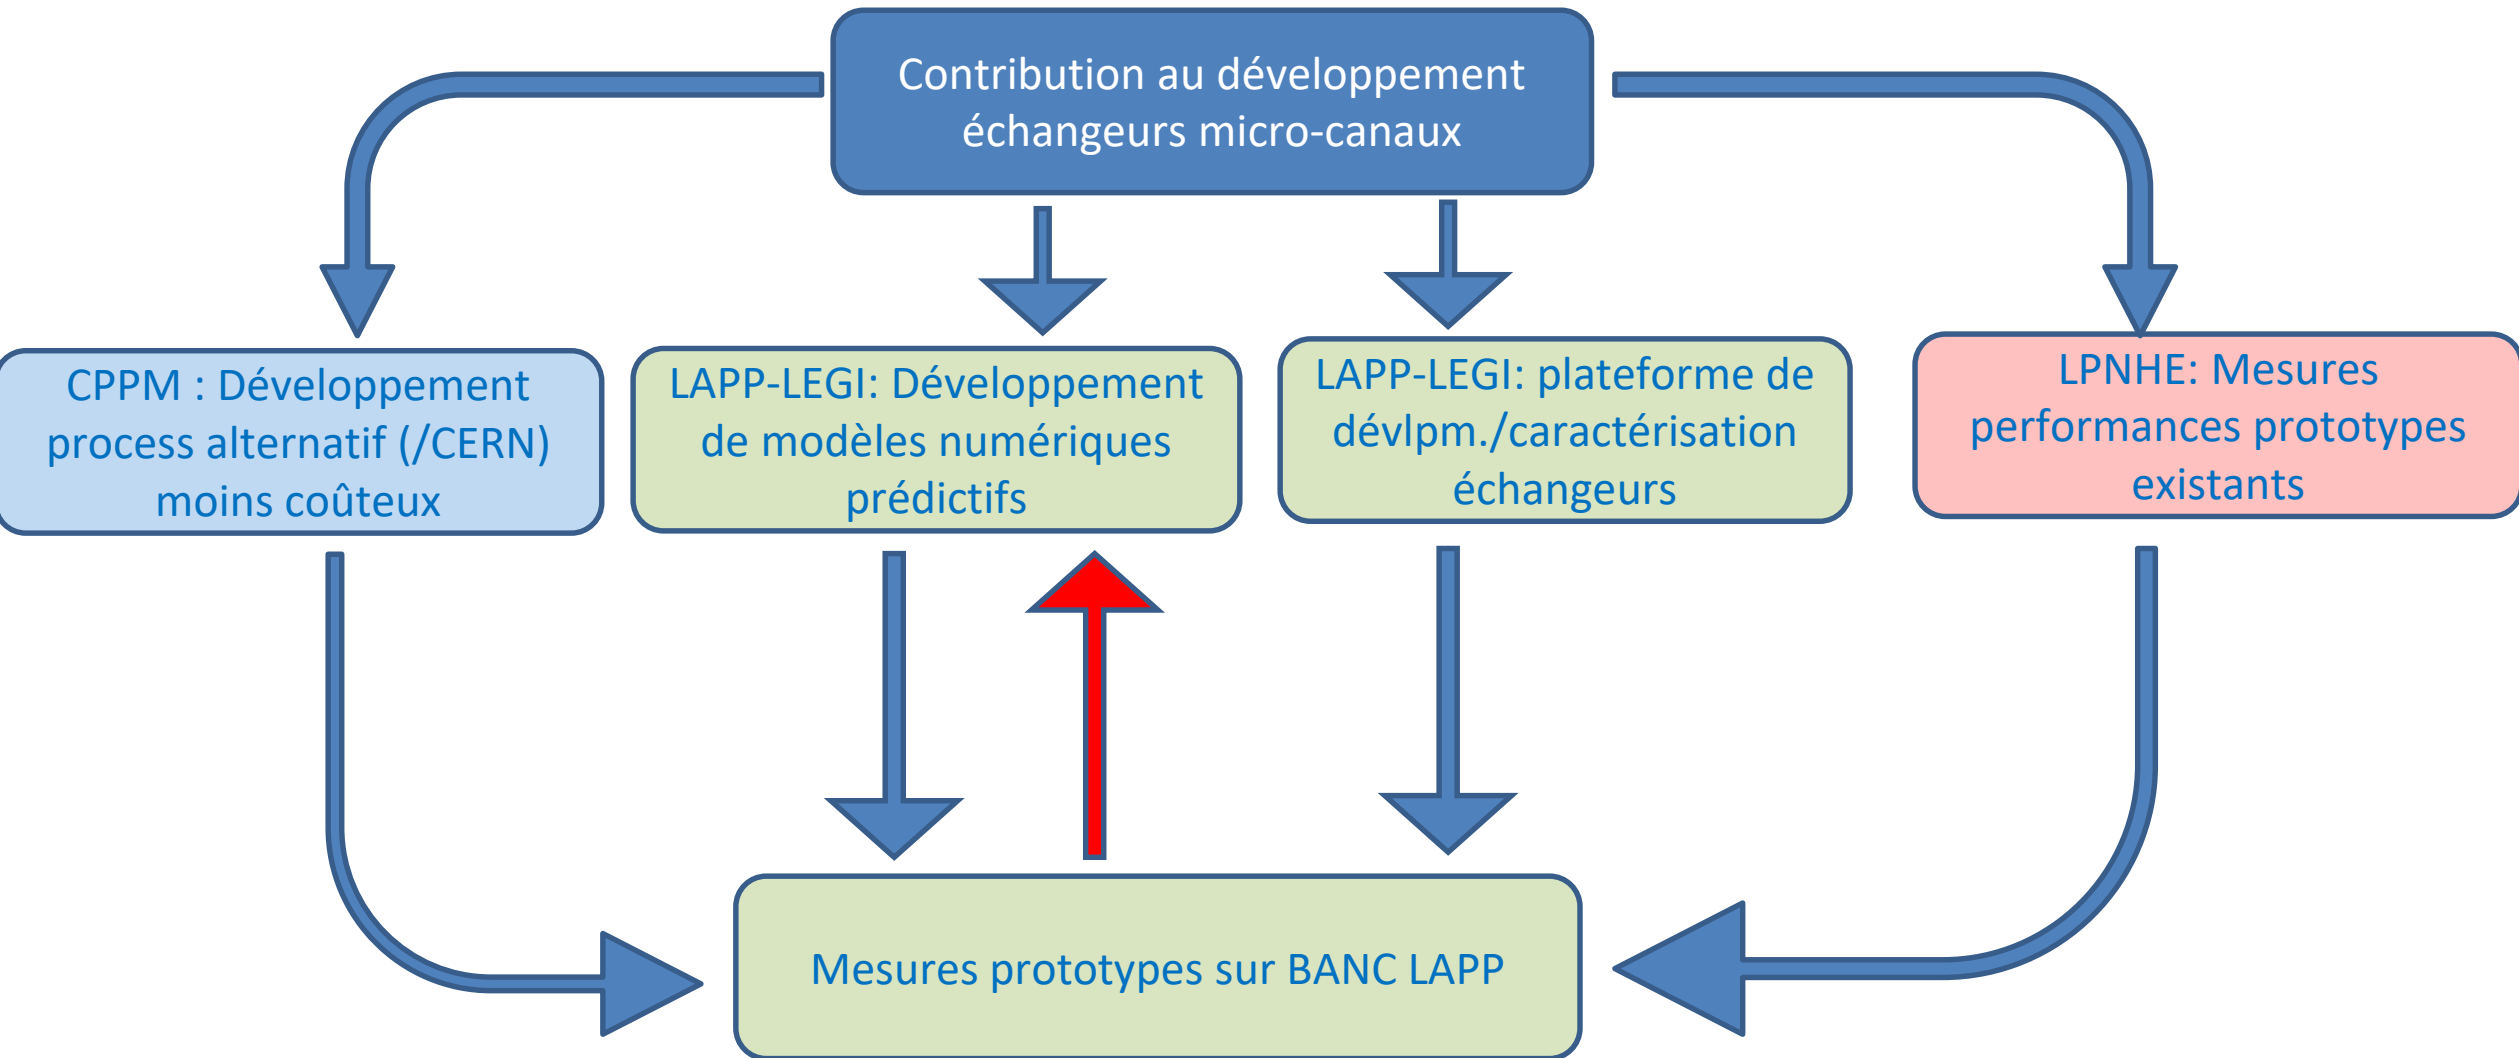 Contribution au développement
échangeurs micro-canaux
CPPM : Développement
process alternatif (/CERN)
moins coûteux
LAPP-LEGI: Développement
de modèles numériques
prédictifs
LAPP-LEGI: plateforme de
dévlpm./caractérisation
échangeurs
LPNHE: Mesures
performances prototypes
existants
Mesures prototypes sur BANC LAPP